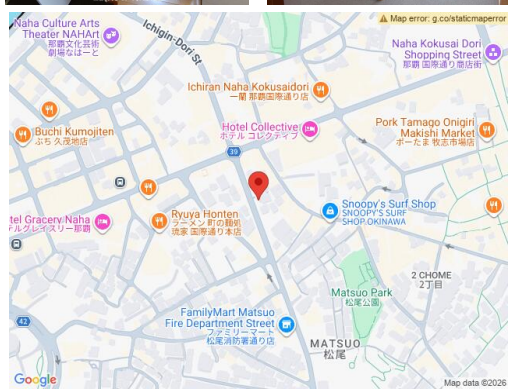 Map error: g.co/staticmaperror
Naha Culture Arts
Theater NAHArt
那覇文化芸術
劇場なはーと
Ichigin-Dori St
Naha Kokusai Dori
Shopping Street
那覇 国際通り商店街
Ichiran Naha Kokusaidori
一蘭 那覇国際通り店
Buchi Kumojiten
ぶち 久茂地店
Hotel Collective
ホテル コレクティブ
Pork Tamago Onigiri
Makishi Market
ポーたま 牧志市場店
39
Snoopy's Surf Shop
SNOOPY'S SURF
SHOP OKINAWA
tel Gracery Naha
テルグレイスリー那覇
Ryuya Honten
ラーメン 町の麺処
琉家 国際通り本店
2 CHOME
2丁目
Matsuo Park
松尾公園
FamilyMart Matsuo
Fire Department Street
ファミリーマート
松尾消防署通り店
42
MATSUO
松尾
Google
Map data ©2026